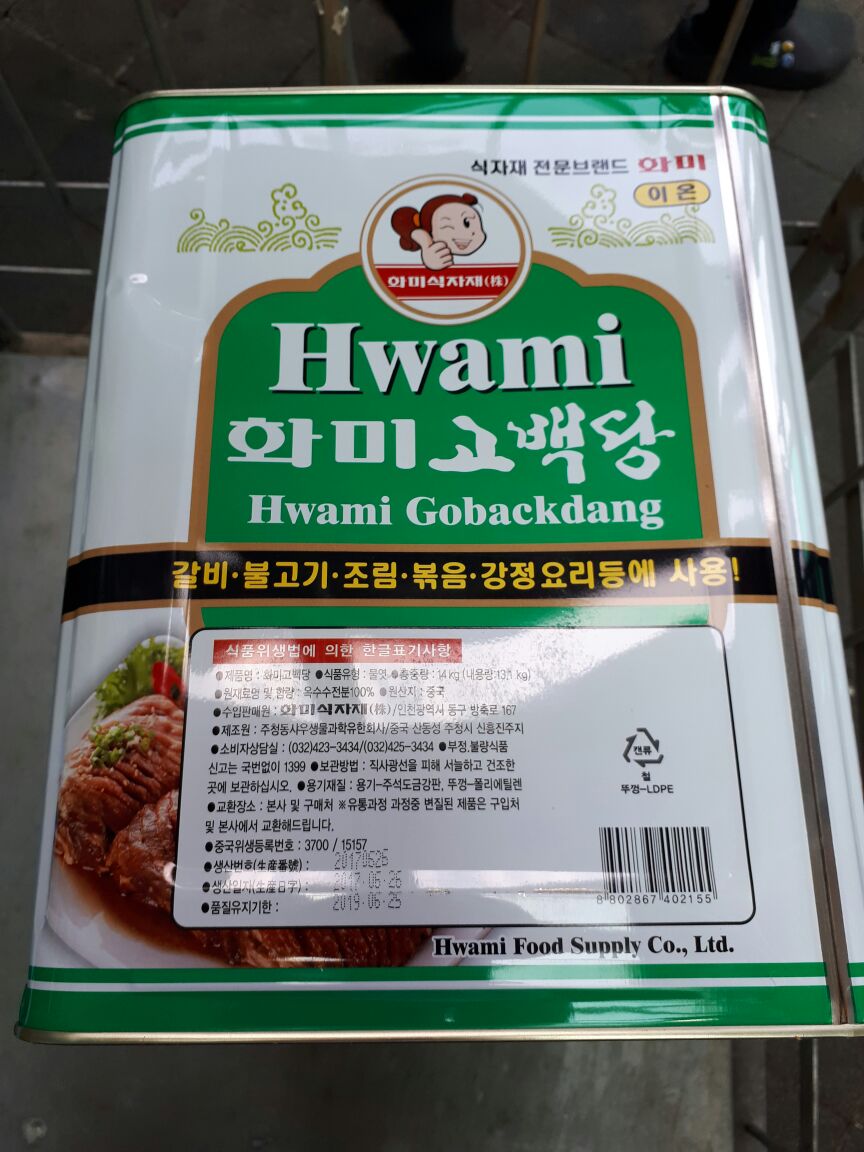 식자재 전문브랜드 화미
이온
화미식자재(株)
Hwami
화미고백당
Hwami Gobackdang
갈비·불고기·조림·볶음·강정요리등에 사용!
식품위생법에 의한 한글표기사항
●제품명 : 화미고백당 ●식품유형 : 물엿 ●총중량 : 14kg (내용량:13.1kg)
●원재료명 및 함량 : 옥수수전분100% ●원산지 : 중국
●수입판매원 : 화미식자재(株)/인천광역시 동구 방축로 167
●제조원 : 주청동샤우생물과학유한회사/중국 산동성 주청시 신흥진주지
●소비자상담실 : (032)423-3434/(032)425-3434 ●부정,불량식품
신고는 국번없이 1399 ●보관방법 : 직사광선을 피해 서늘하고 건조한
곳에 보관하십시오. ●용기재질 : 용기-주석도금강판, 뚜껑-폴리에틸렌
●교환장소 : 본사 및 구매처 ※유통과정 과정중 변질된 제품은 구입처
및 본사에서 교환해드립니다.
●중국위생등록번호 : 3700 / 15157
●생산번호(生産番號) : 20170626
●생산일자(生産日字) : 2017.06.26
●품질유지기한 : 2019.06.25
캔류
철
뚜껑-LDPE
8 802867 402155
Hwami Food Supply Co., Ltd.